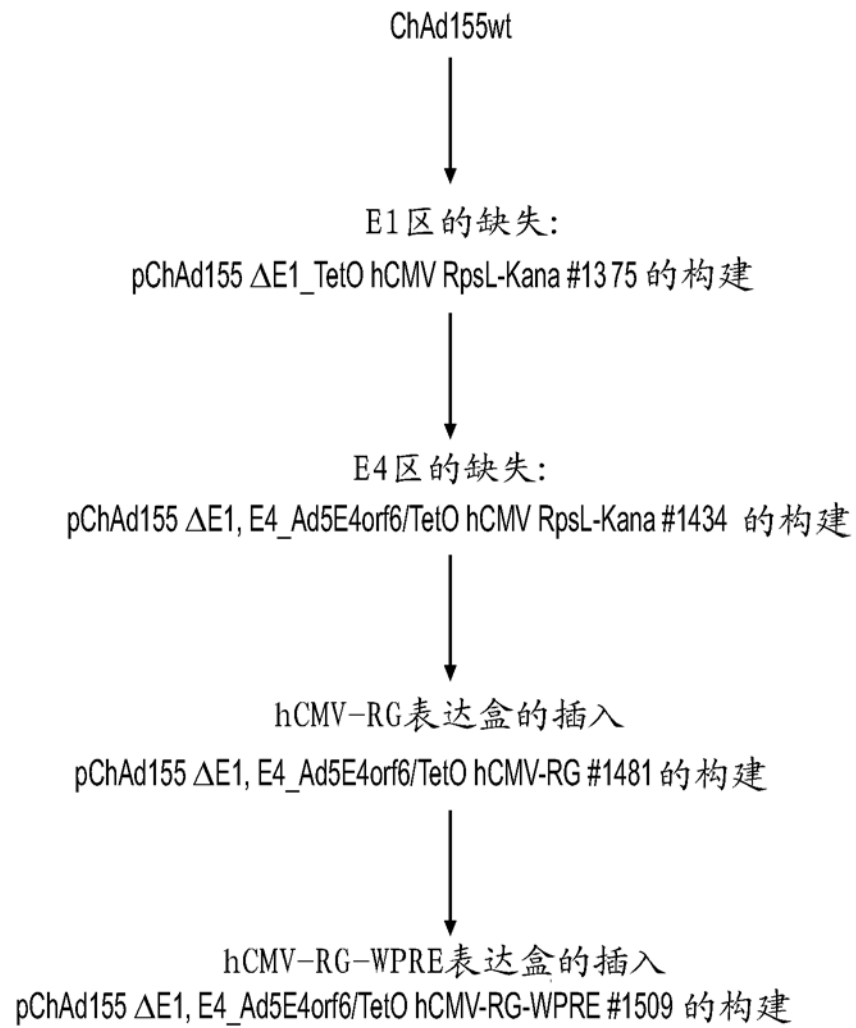 ChAd155wt
E1区的缺失:
pChAd155 ΔE1_TetO hCMV RpsL-Kana #1375 的构建
E4区的缺失:
pChAd155 ΔE1, E4_Ad5E4orf6/TetO hCMV RpsL-Kana #1434 的构建
hCMV-RG表达盒的插入
pChAd155 ΔE1, E4_Ad5E4orf6/TetO hCMV-RG #1481 的构建
hCMV-RG-WPRE表达盒的插入
pChAd155 ΔE1, E4_Ad5E4orf6/TetO hCMV-RG-WPRE #1509 的构建